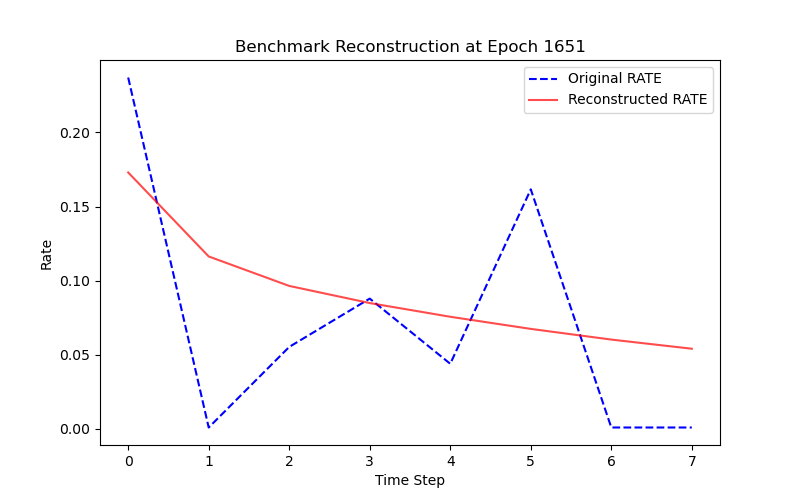 Benchmark Reconstruction at Epoch 1651
Original RATE
Reconstructed RATE
Rate
0.20
0.15
0.10
0.05
0.00
0 1 2 3 4 5 6 7
Time Step